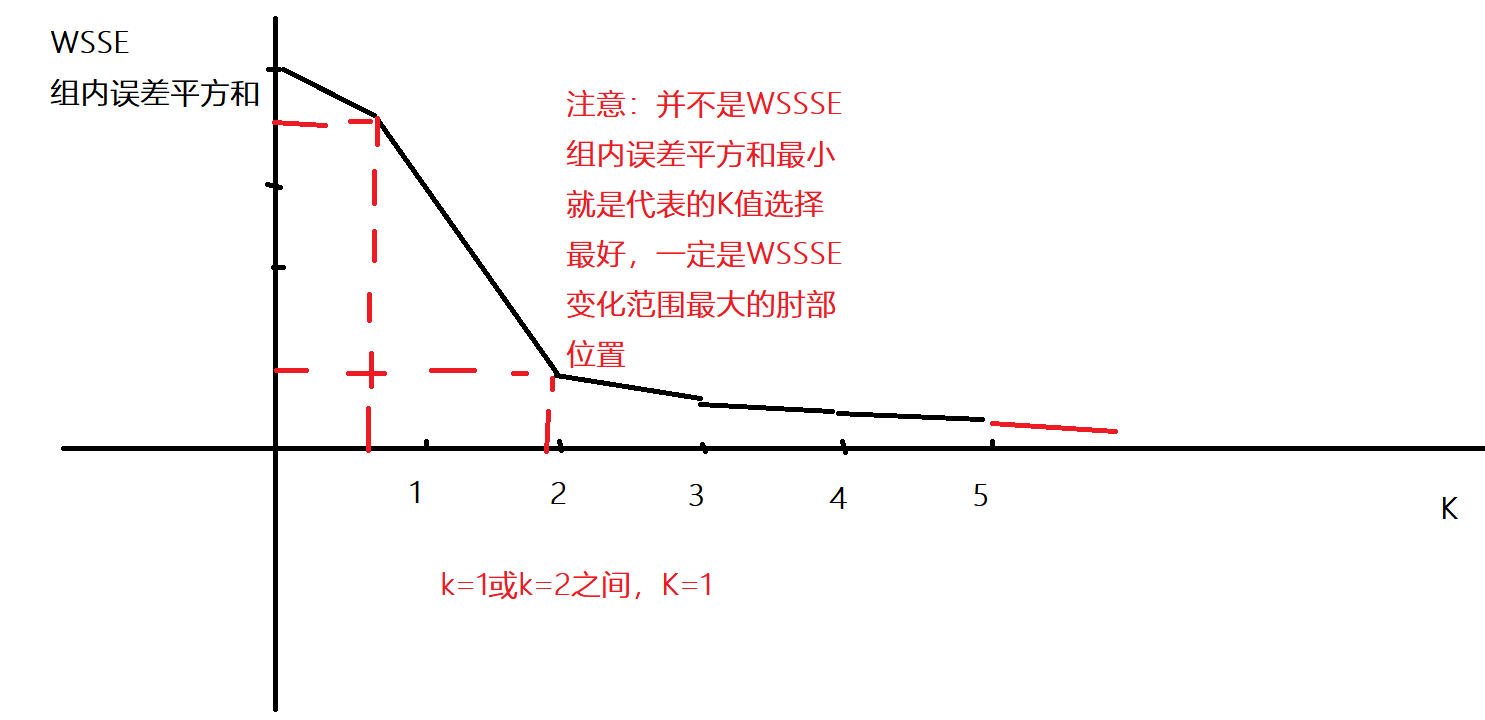 WSSE
组内误差平方和
注意：并不是WSSSE
组内误差平方和最小
就是代表的K值选择
最好，一定是WSSSE
变化范围最大的肘部
位置
1
2
3
4
5
K
k=1或k=2之间，K=1